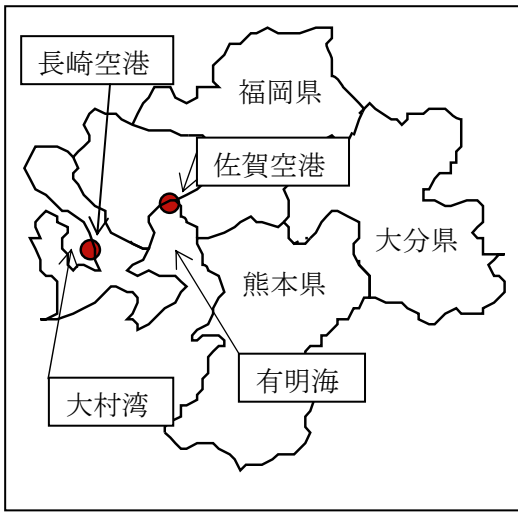 長崎空港
福岡県
佐賀空港
大分県
熊本県
有明海
大村湾